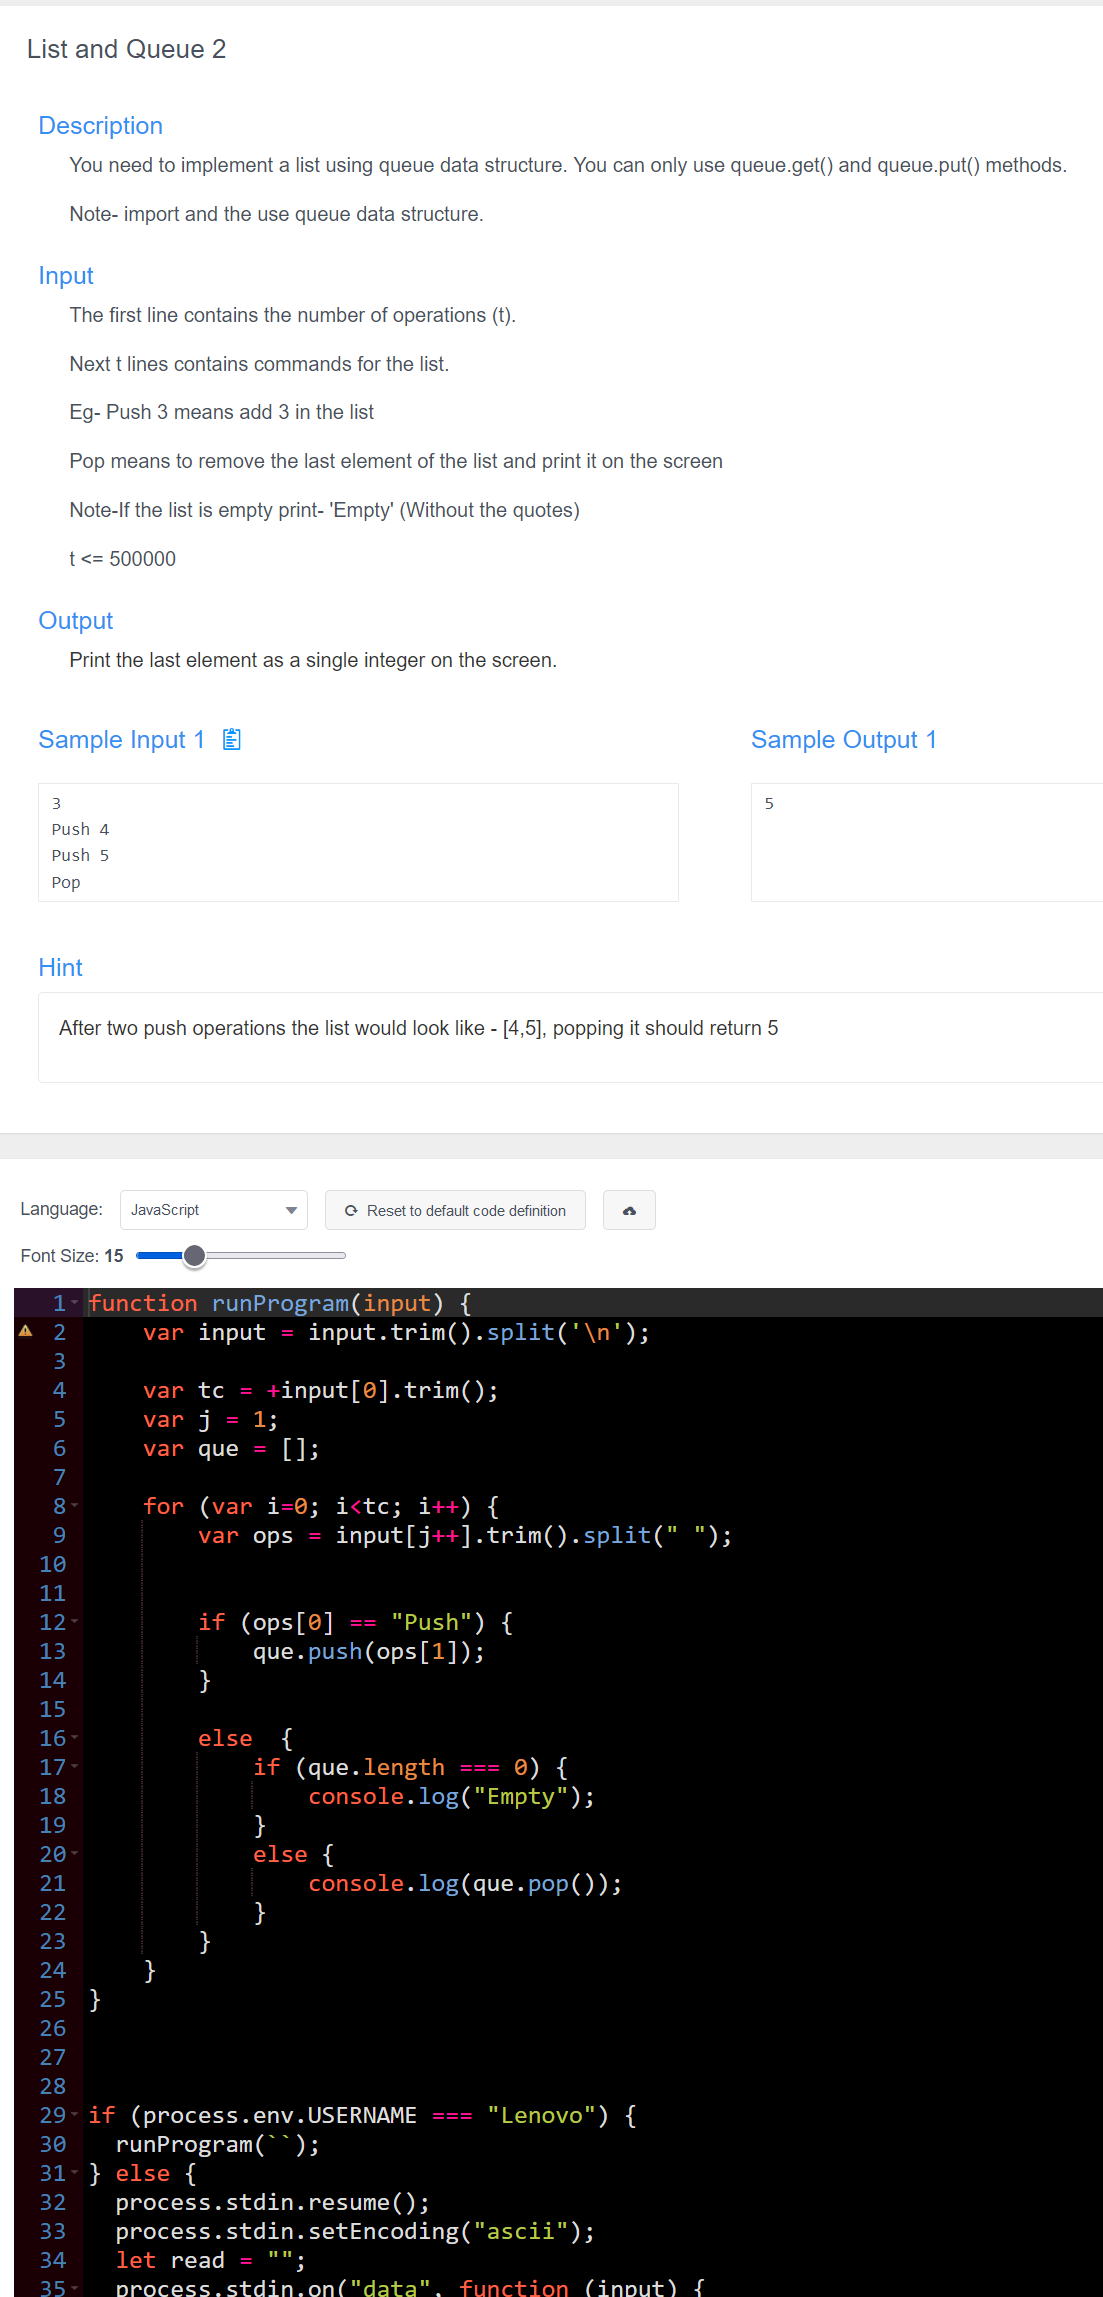 List and Queue 2
Description
You need to implement a list using queue data structure. You can only use queue.get() and queue.put() methods.
Note- import and the use queue data structure.
Input
The first line contains the number of operations (t).
Next t lines contains commands for the list.
Eg- Push 3 means add 3 in the list
Pop means to remove the last element of the list and print it on the screen
Note-If the list is empty print- 'Empty' (Without the quotes)
t <= 500000
Output
Print the last element as a single integer on the screen.
Sample Input 1
3
Push 4
Push 5
Pop
Sample Output 1
5
Hint
After two push operations the list would look like - [4,5], popping it should return 5
Language: JavaScript Reset to default code definition
Font Size: 15
1 function runProgram(input) {
2     var input = input.trim().split('\n');
3
4     var tc = +input[0].trim();
5     var j = 1;
6     var que = [];
7
8     for (var i=0; i<tc; i++) {
9         var ops = input[j++].trim().split(" ");
10
11
12         if (ops[0] == "Push") {
13             que.push(ops[1]);
14         }
15
16         else  {
17             if (que.length === 0) {
18                 console.log("Empty");
19             }
20             else {
21                 console.log(que.pop());
22             }
23         }
24     }
25 }
26
27
28
29 if (process.env.USERNAME === "Lenovo") {
30   runProgram(``);
31 } else {
32   process.stdin.resume();
33   process.stdin.setEncoding("ascii");
34   let read = "";
35   process.stdin.on("data", function (input) {